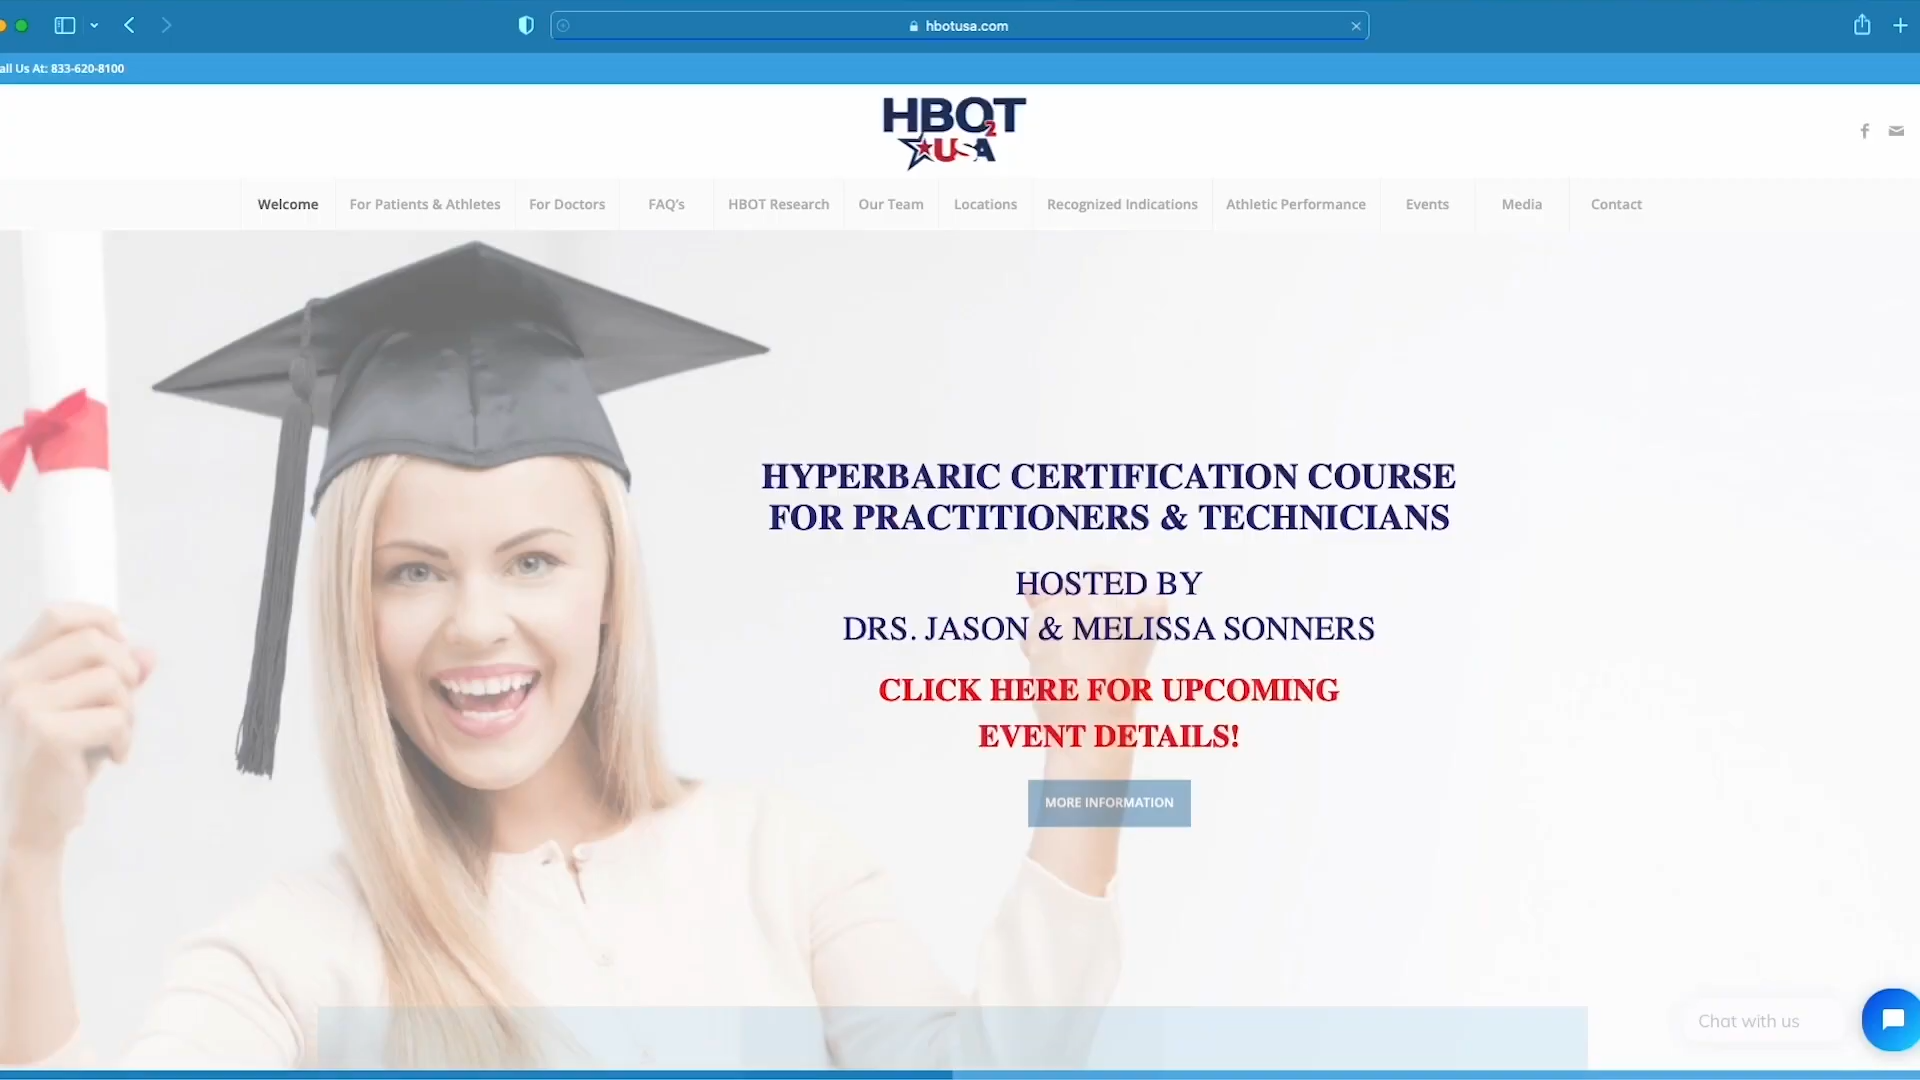 hbotusa.com
all Us At: 833-620-8100
HBOT
2
USA
Welcome
For Patients & Athletes
For Doctors
FAQ's
HBOT Research
Our Team
Locations
Recognized Indications
Athletic Performance
Events
Media
Contact
HYPERBARIC CERTIFICATION COURSE
FOR PRACTITIONERS & TECHNICIANS
HOSTED BY
DRS. JASON & MELISSA SONNERS
CLICK HERE FOR UPCOMING
EVENT DETAILS!
MORE INFORMATION
Chat with us